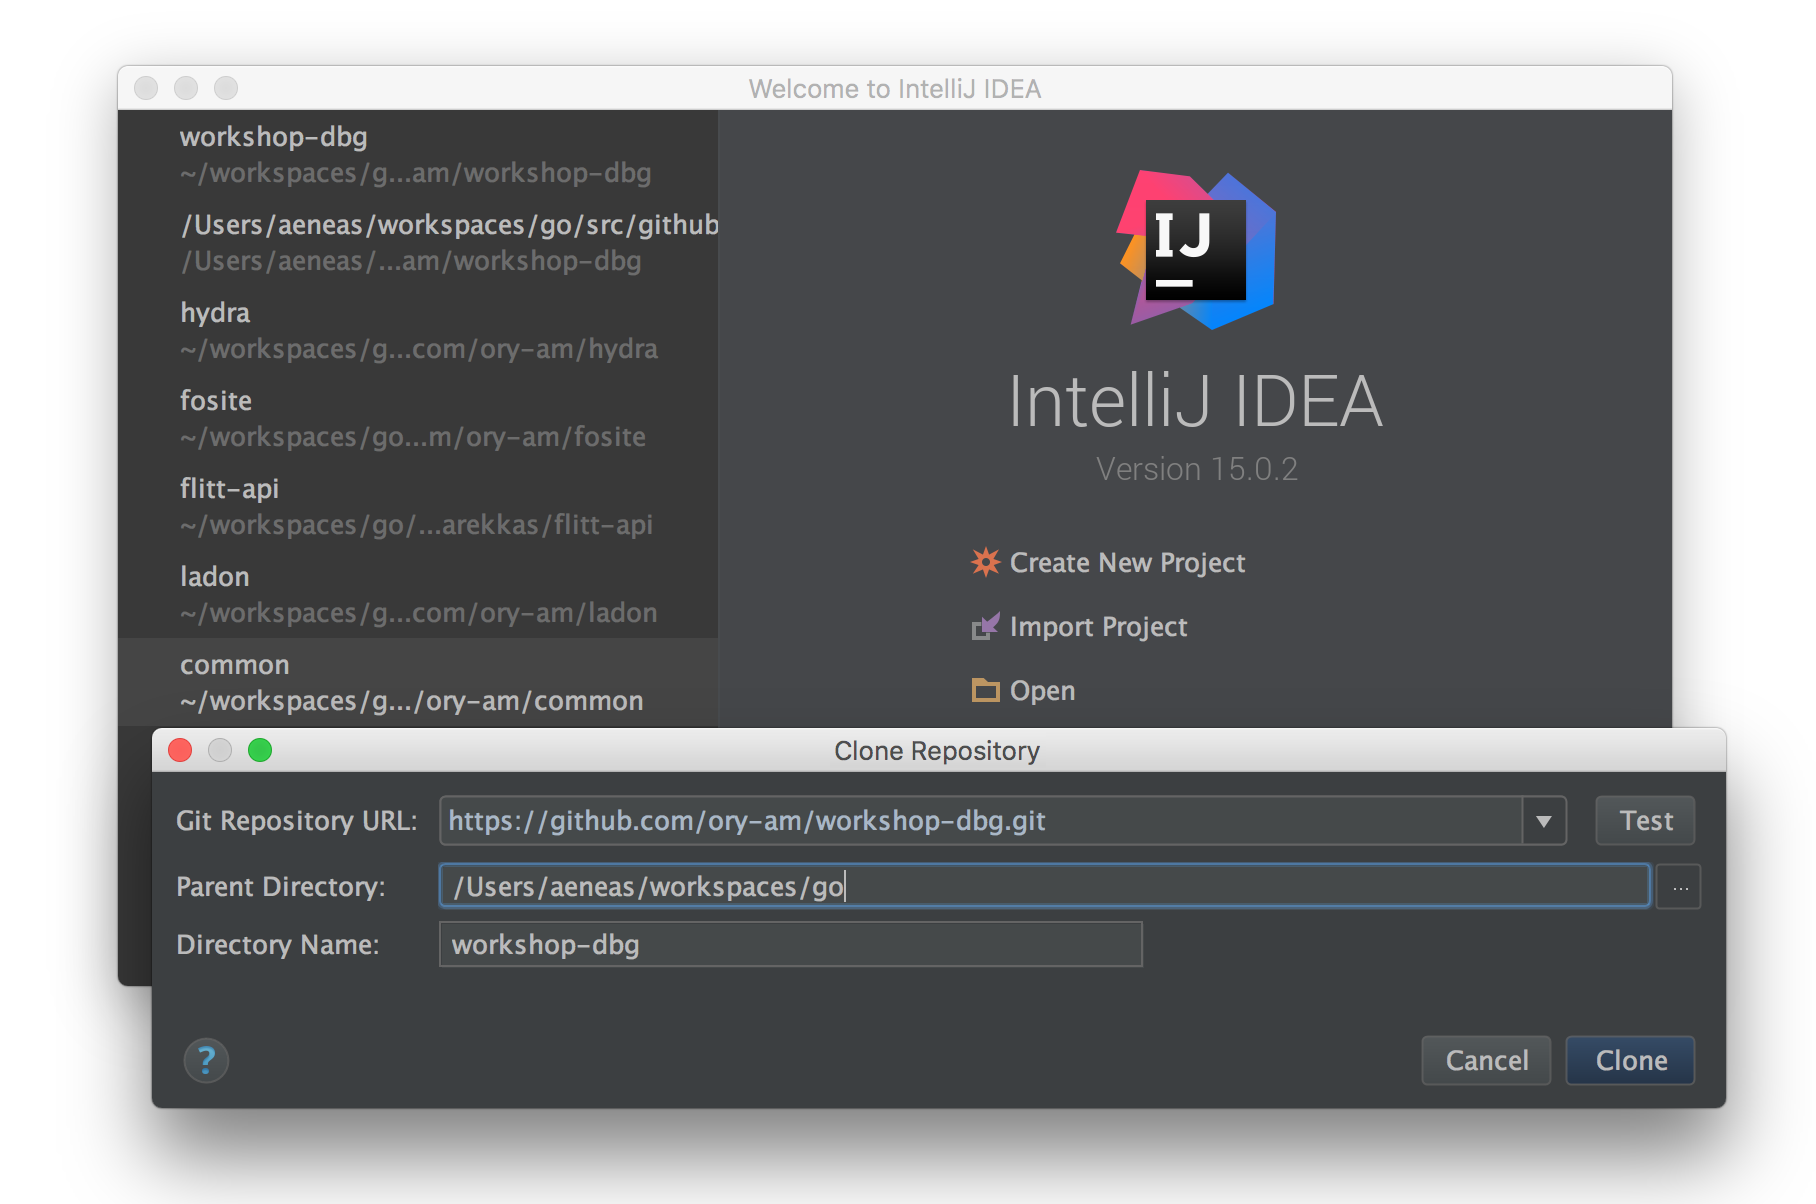 Welcome to IntelliJ IDEA
workshop-dbg
~/workspaces/g...am/workshop-dbg
/Users/aeneas/workspaces/go/src/github
/Users/aeneas/...am/workshop-dbg
hydra
~/workspaces/g...com/ory-am/hydra
fosite
~/workspaces/go...m/ory-am/fosite
flitt-api
~/workspaces/go/...arekkas/flitt-api
ladon
~/workspaces/g...com/ory-am/ladon
common
~/workspaces/g.../ory-am/common
IJ
IntelliJ IDEA
Version 15.0.2
Create New Project
Import Project
Open
Clone Repository
Git Repository URL: https://github.com/ory-am/workshop-dbg.git Test
Parent Directory: /Users/aeneas/workspaces/go ...
Directory Name: workshop-dbg
? Cancel Clone